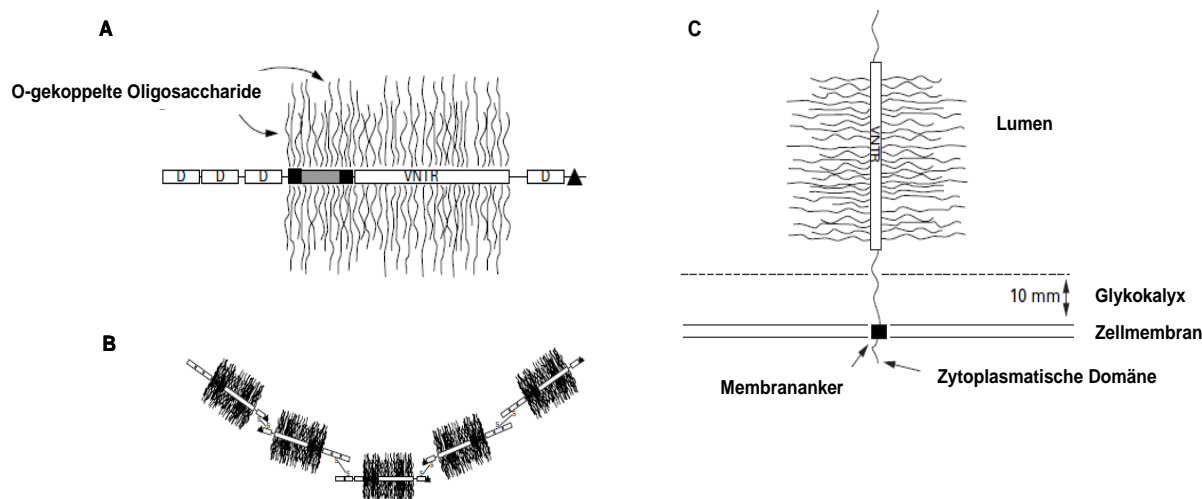 A
O-gekoppelte Oligosaccharide
D D D VNTR D
B
S
S
S
S
S
S
S
S
C
VNTR
Lumen
10 mm
Glykokalyx
Zellmembran
Membrananker
Zytoplasmatische Domäne